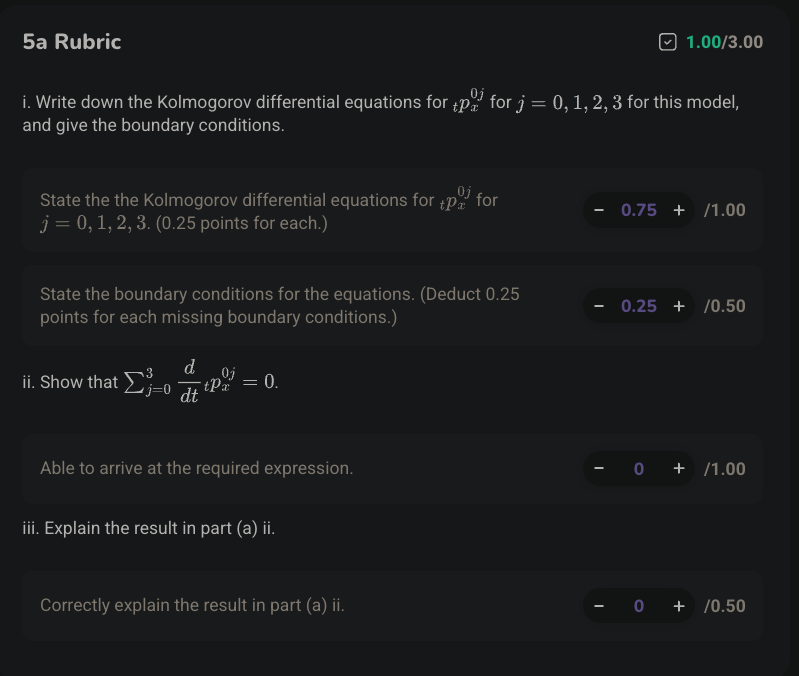 5a Rubric 1.00/3.00
i. Write down the Kolmogorov differential equations for $_tp_x^{0j}$ for $j = 0, 1, 2, 3$ for this model,
and give the boundary conditions.
State the the Kolmogorov differential equations for $_tp_x^{0j}$ for
$j = 0, 1, 2, 3$. (0.25 points for each.)
− 0.75 + /1.00
State the boundary conditions for the equations. (Deduct 0.25
points for each missing boundary conditions.)
− 0.25 + /0.50
ii. Show that $\sum_{j=0}^{3} \frac{d}{dt} {}_tp_x^{0j} = 0$.
Able to arrive at the required expression. − 0 + /1.00
iii. Explain the result in part (a) ii.
Correctly explain the result in part (a) ii. − 0 + /0.50